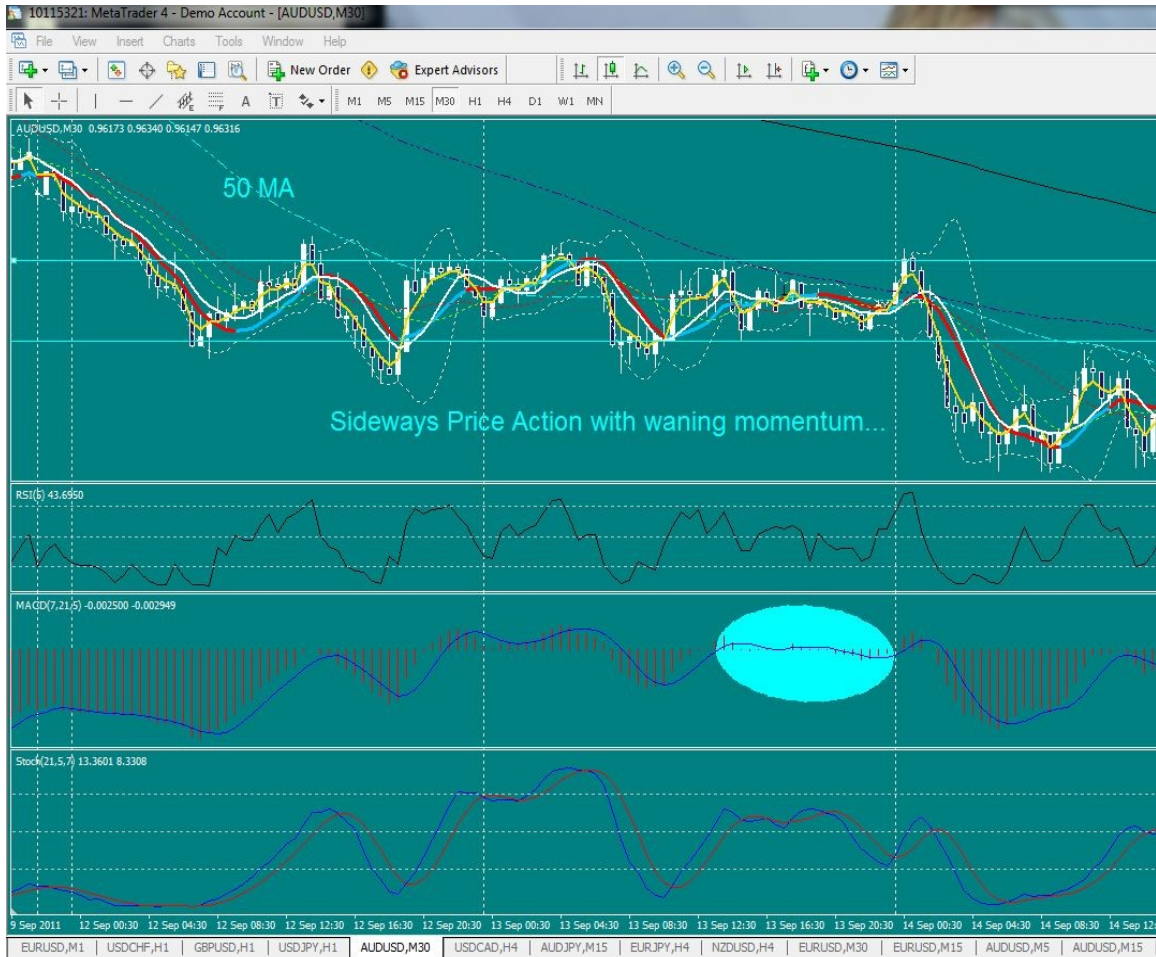 10115321: MetaTrader 4 - Demo Account - [AUDUSD,M30]
File View Insert Charts Tools Window Help
New Order Expert Advisors
A T M1 M5 M15 M30 H1 H4 D1 W1 MN
AUDUSD,M30 0.96173 0.96340 0.96147 0.96316
50 MA
Sideways Price Action with waning momentum...
RSI(5) 43.6950
MACD(7,21,5) -0.002500 -0.002949
Stoch(21,5,7) 13.3601 8.3308
9 Sep 2011 12 Sep 00:30 12 Sep 04:30 12 Sep 08:30 12 Sep 12:30 12 Sep 16:30 12 Sep 20:30 13 Sep 00:30 13 Sep 04:30 13 Sep 08:30 13 Sep 12:30 13 Sep 16:30 13 Sep 20:30 14 Sep 00:30 14 Sep 04:30 14 Sep 08:30 14 Sep 12:
EURUSD,M1 USDCHF,H1 GBPUSD,H1 USDJPY,H1 AUDUSD,M30 USDCAD,H4 AUDJPY,M15 EURJPY,H4 NZDUSD,H4 EURUSD,M30 EURUSD,M15 AUDUSD,M5 AUDUSD,M15